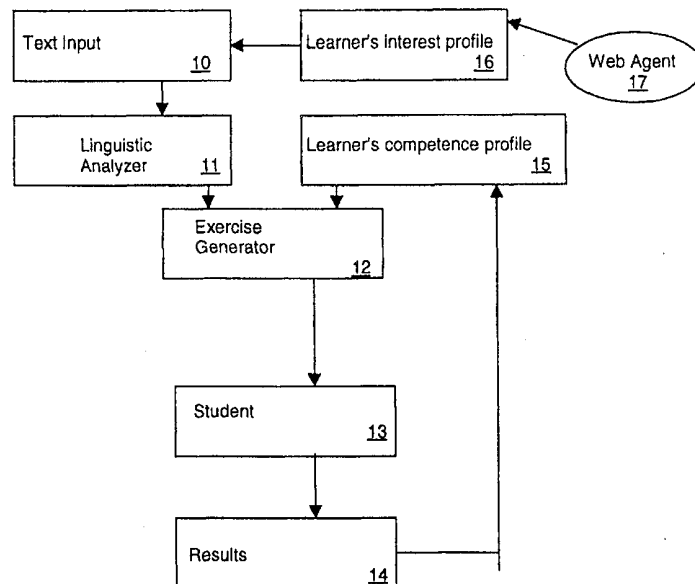 Text Input
10
Learner's interest profile
16
Web Agent
17
Linguistic
Analyzer
11
Learner's competence profile
15
Exercise
Generator
12
Student
13
Results
14